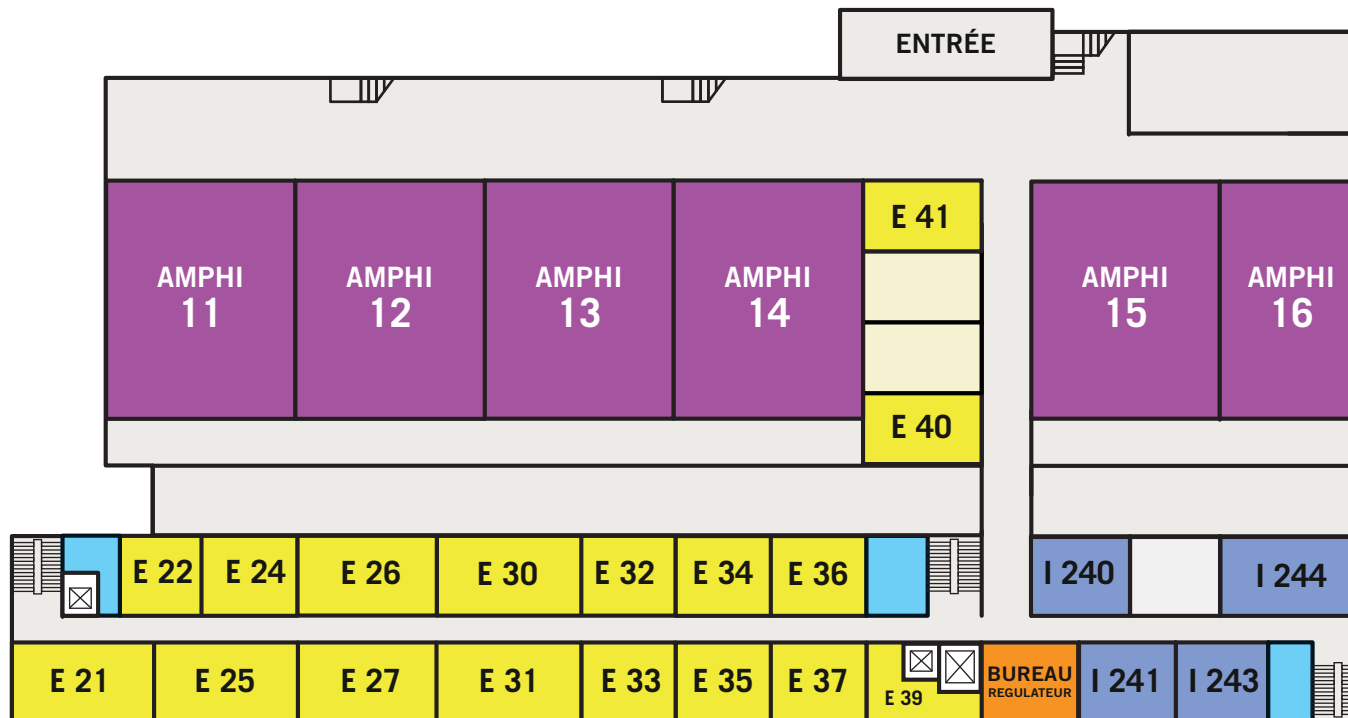 ENTRÉE
E 41
AMPHI
11
AMPHI
12
AMPHI
13
AMPHI
14
AMPHI
15
AMPHI
16
E 40
E 22
E 24
E 26
E 30
E 32
E 34
E 36
I 240
I 244
E 21
E 25
E 27
E 31
E 33
E 35
E 37
E 39
BUREAU
REGULATEUR
I 241
I 243